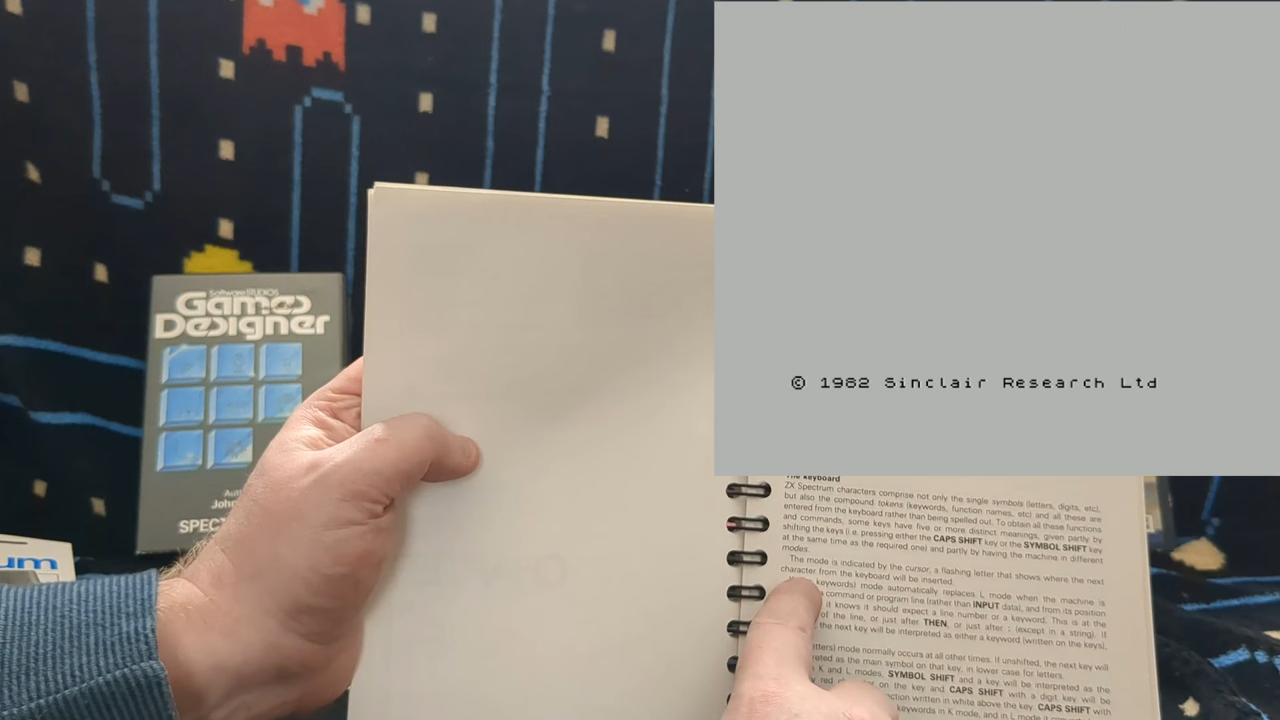 SoftwareSTUDIOS
Games
Designer
John
SPECT
um
© 1982 Sinclair Research Ltd
The keyboard
ZX Spectrum characters comprise not only the single symbols (letters, digits, etc),
but also the compound tokens (keywords, function names, etc) and all these are
entered from the keyboard rather than being spelled out. To obtain all these functions
and commands, some keys have five or more distinct meanings, given partly by
shifting the keys (i.e. pressing either the CAPS SHIFT key or the SYMBOL SHIFT key
at the same time as the required one) and partly by having the machine in different
modes.
The mode is indicated by the cursor, a flashing letter that shows where the next
character from the keyboard will be inserted.
keywords) mode automatically replaces L mode when the machine is
command or program line (rather than INPUT data), and from its position
it knows it should expect a line number or a keyword. This is at the
of the line, or just after THEN, or just after : (except in a string). If
the next key will be interpreted as either a keyword (written on the keys),
etters) mode normally occurs at all other times. If unshifted, the next key will
reted as the main symbol on that key, in lower case for letters.
K and L modes, SYMBOL SHIFT and a key will be interpreted as the
on the key and CAPS SHIFT with a digit key will be
ction written in white above the key. CAPS SHIFT with
keywords in K mode, and in L mode it